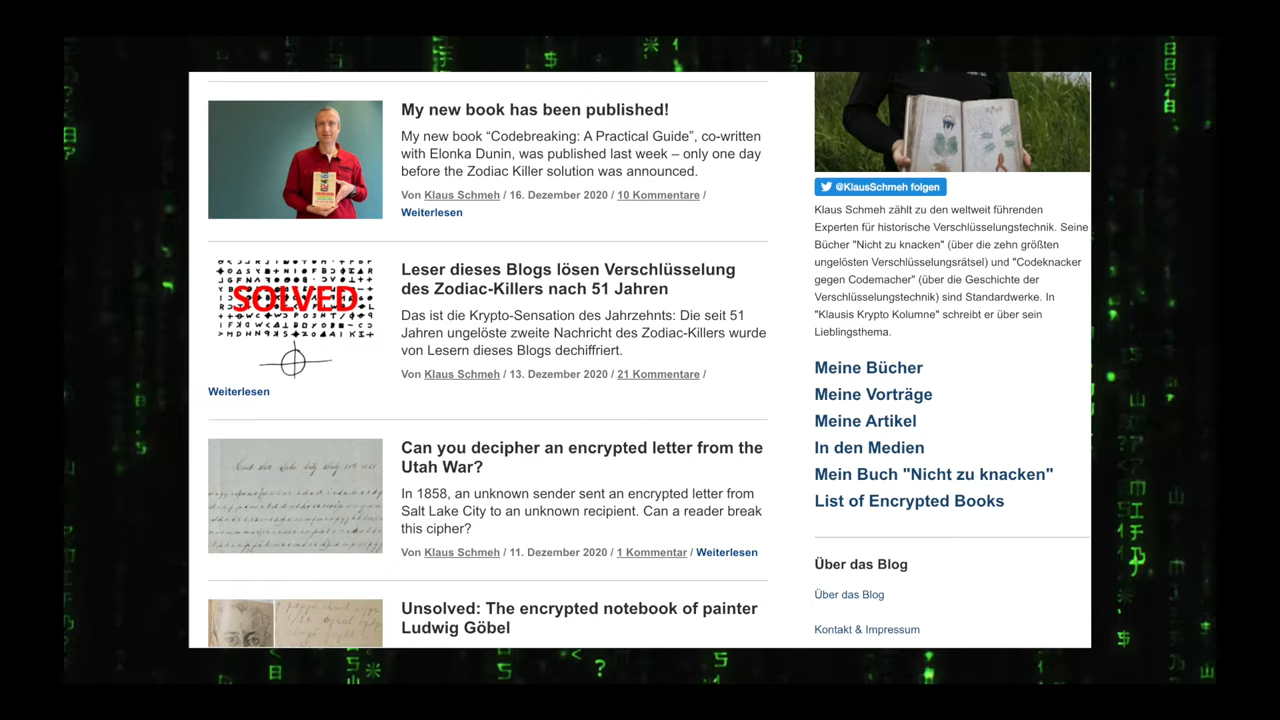 My new book has been published!
My new book “Codebreaking: A Practical Guide”, co-written
with Elonka Dunin, was published last week – only one day
before the Zodiac Killer solution was announced.
Von Klaus Schmeh / 16. Dezember 2020 / 10 Kommentare /
Weiterlesen
SOLVED
Leser dieses Blogs lösen Verschlüsselung
des Zodiac-Killers nach 51 Jahren
Das ist die Krypto-Sensation des Jahrzehnts: Die seit 51
Jahren ungelöste zweite Nachricht des Zodiac-Killers wurde
von Lesern dieses Blogs dechiffriert.
Von Klaus Schmeh / 13. Dezember 2020 / 21 Kommentare /
Weiterlesen
Can you decipher an encrypted letter from the
Utah War?
In 1858, an unknown sender sent an encrypted letter from
Salt Lake City to an unknown recipient. Can a reader break
this cipher?
Von Klaus Schmeh / 11. Dezember 2020 / 1 Kommentar / Weiterlesen
Unsolved: The encrypted notebook of painter
Ludwig Göbel
@KlausSchmeh folgen
Klaus Schmeh zählt zu den weltweit führenden
Experten für historische Verschlüsselungstechnik. Seine
Bücher "Nicht zu knacken" (über die zehn größten
ungelösten Verschlüsselungsrätsel) und "Codeknacker
gegen Codemacher" (über die Geschichte der
Verschlüsselungstechnik) sind Standardwerke. In
"Klausis Krypto Kolumne" schreibt er über sein
Lieblingsthema.
Meine Bücher
Meine Vorträge
Meine Artikel
In den Medien
Mein Buch "Nicht zu knacken"
List of Encrypted Books
Über das Blog
Über das Blog
Kontakt & Impressum